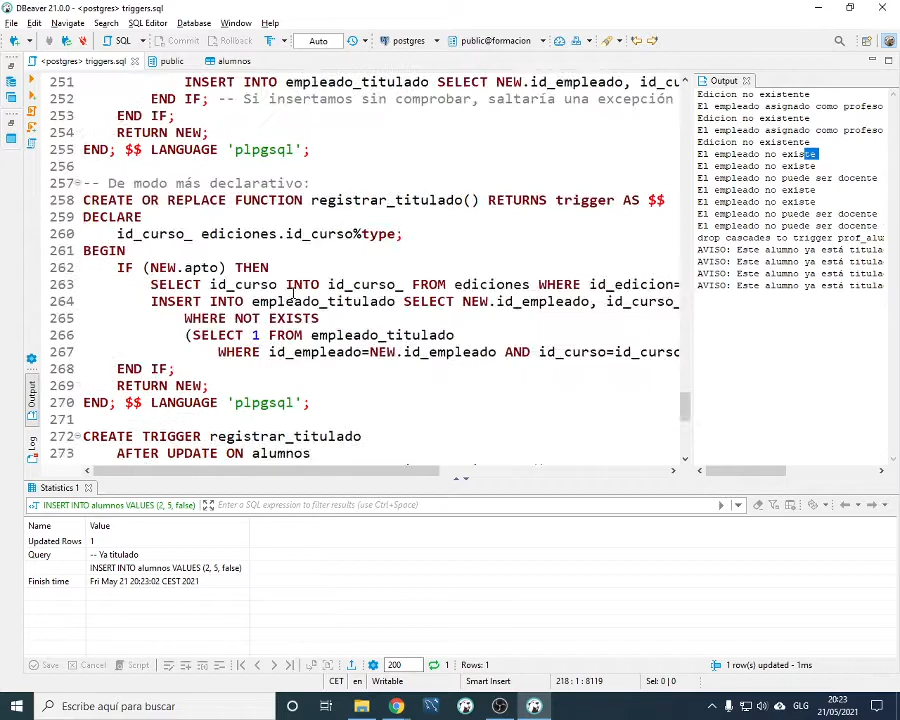 DBeaver 21.0.0 - <postgres> triggers.sql
File Edit Navigate Search SQL Editor Database Window Help
SQL Commit Rollback Auto postgres public@formacion
<postgres> triggers.sql public alumnos
251 INSERT INTO empleado_titulado SELECT NEW.id_empleado, id_cu
252 END IF; -- Si insertamos sin comprobar, saltaría una excepción
253 END IF;
254 RETURN NEW;
255 END; $$ LANGUAGE 'plpgsql';
256
257 -- De modo más declarativo:
258 CREATE OR REPLACE FUNCTION registrar_titulado() RETURNS trigger AS $$
259 DECLARE
260 id_curso_ ediciones.id_curso%type;
261 BEGIN
262 IF (NEW.apto) THEN
263 SELECT id_curso INTO id_curso_ FROM ediciones WHERE id_edicion=
264 INSERT INTO empleado_titulado SELECT NEW.id_empleado, id_curso_
265 WHERE NOT EXISTS
266 (SELECT 1 FROM empleado_titulado
267 WHERE id_empleado=NEW.id_empleado AND id_curso=id_curso
268 END IF;
269 RETURN NEW;
270 END; $$ LANGUAGE 'plpgsql';
271
272 CREATE TRIGGER registrar_titulado
273 AFTER UPDATE ON alumnos
Output
Log
Output
Edicion no existente
El empleado asignado como profeso
Edicion no existente
El empleado asignado como profeso
Edicion no existente
El empleado no existe
El empleado no existe
El empleado no puede ser docente
El empleado no existe
El empleado no existe
El empleado no puede ser docente
El empleado no puede ser docente
drop cascades to trigger prof_alu
AVISO: Este alumno ya está titula
AVISO: Este alumno ya está titula
AVISO: Este alumno ya está titula
AVISO: Este alumno ya está titula
Statistics 1
INSERT INTO alumnos VALUES (2, 5, false) Enter a SQL expression to filter results (use Ctrl+Space)
Name Value
Updated Rows 1
Query -- Ya titulado
INSERT INTO alumnos VALUES (2, 5, false)
Finish time Fri May 21 20:23:02 CEST 2021
Save Cancel Script 200 1 Rows: 1 1 row(s) updated - 1ms
CET en Writable Smart Insert 218 : 1 : 8119 Sel: 0 | 0
Escribe aquí para buscar
GLG
20:23
21/05/2021